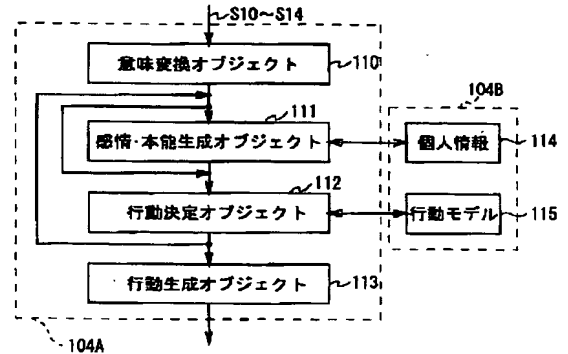 S10～S14
意味変換オブジェクト
110
104B
111
感情・本能生成オブジェクト
個人情報
114
112
行動決定オブジェクト
行動モデル
115
行動生成オブジェクト
113
104A